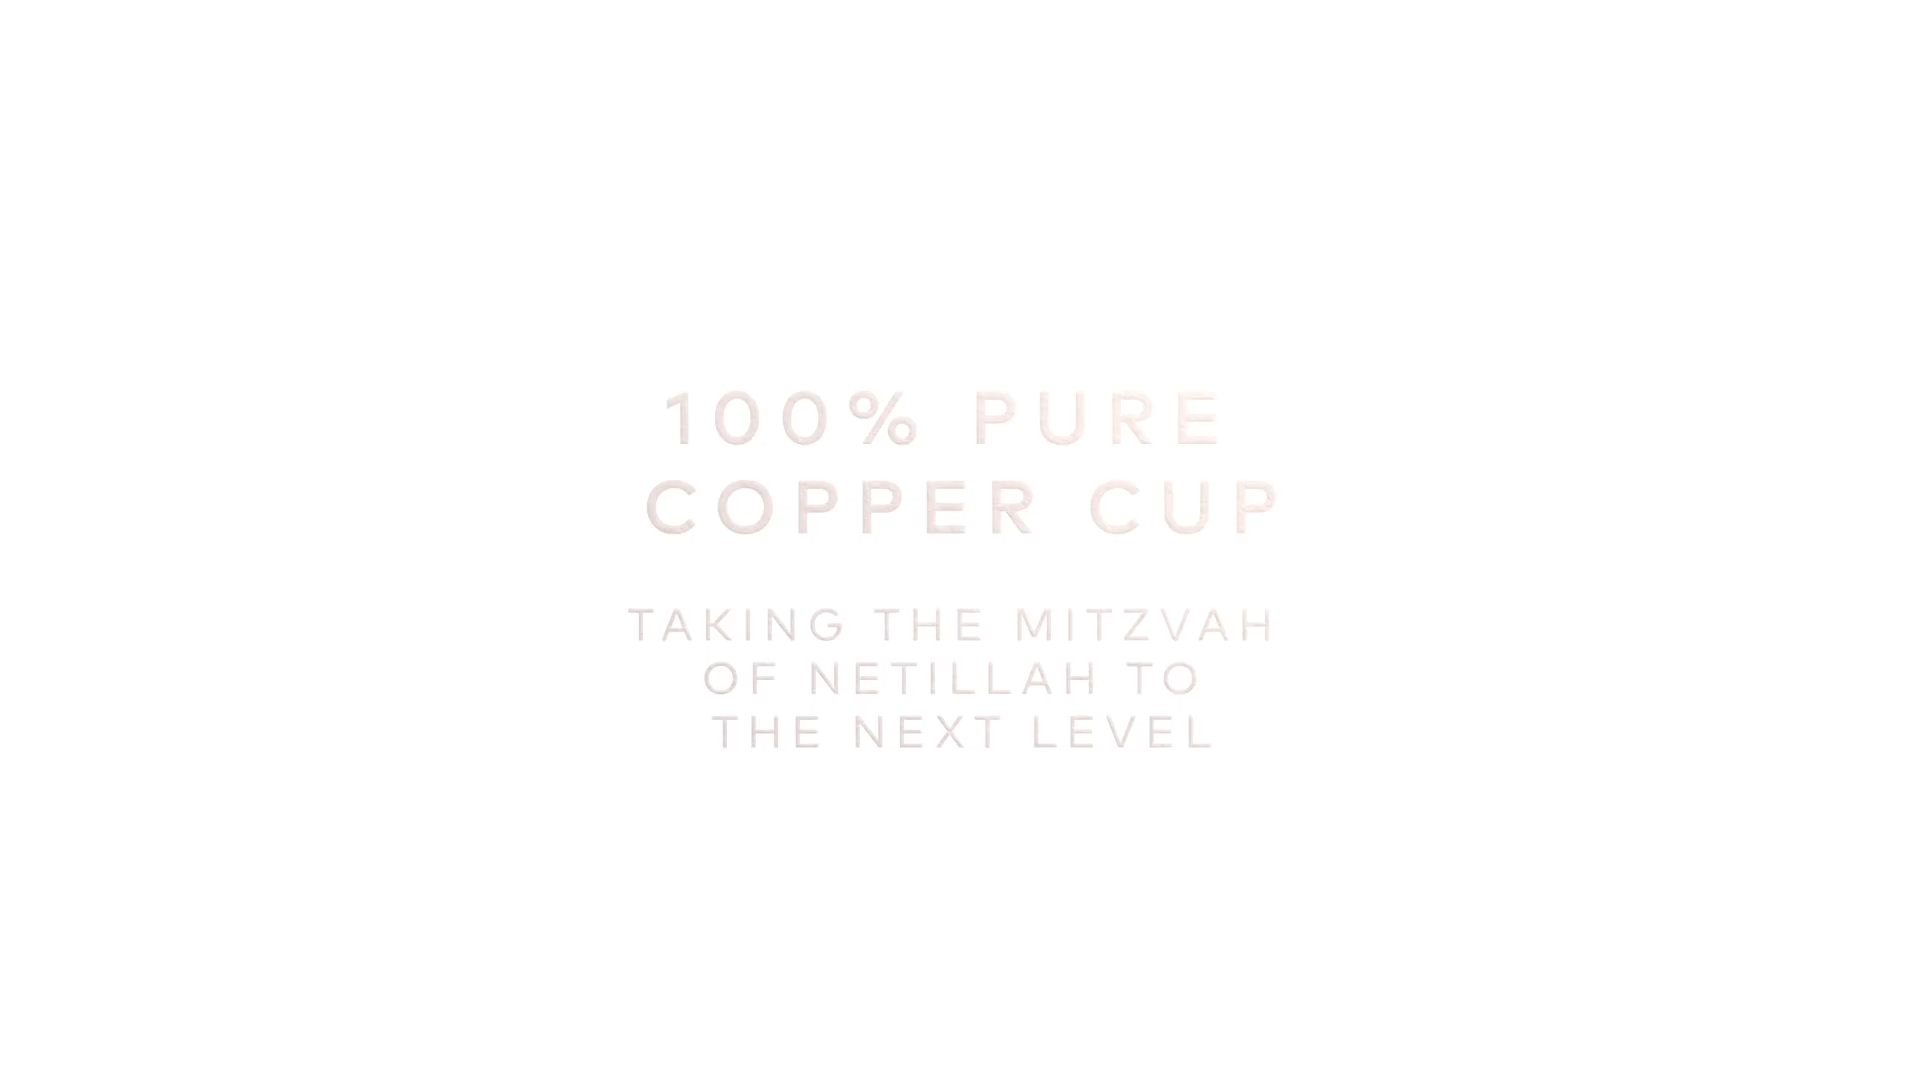 100% PURE
COPPER CUP
TAKING THE MITZVAH
OF NETILLAH TO
THE NEXT LEVEL